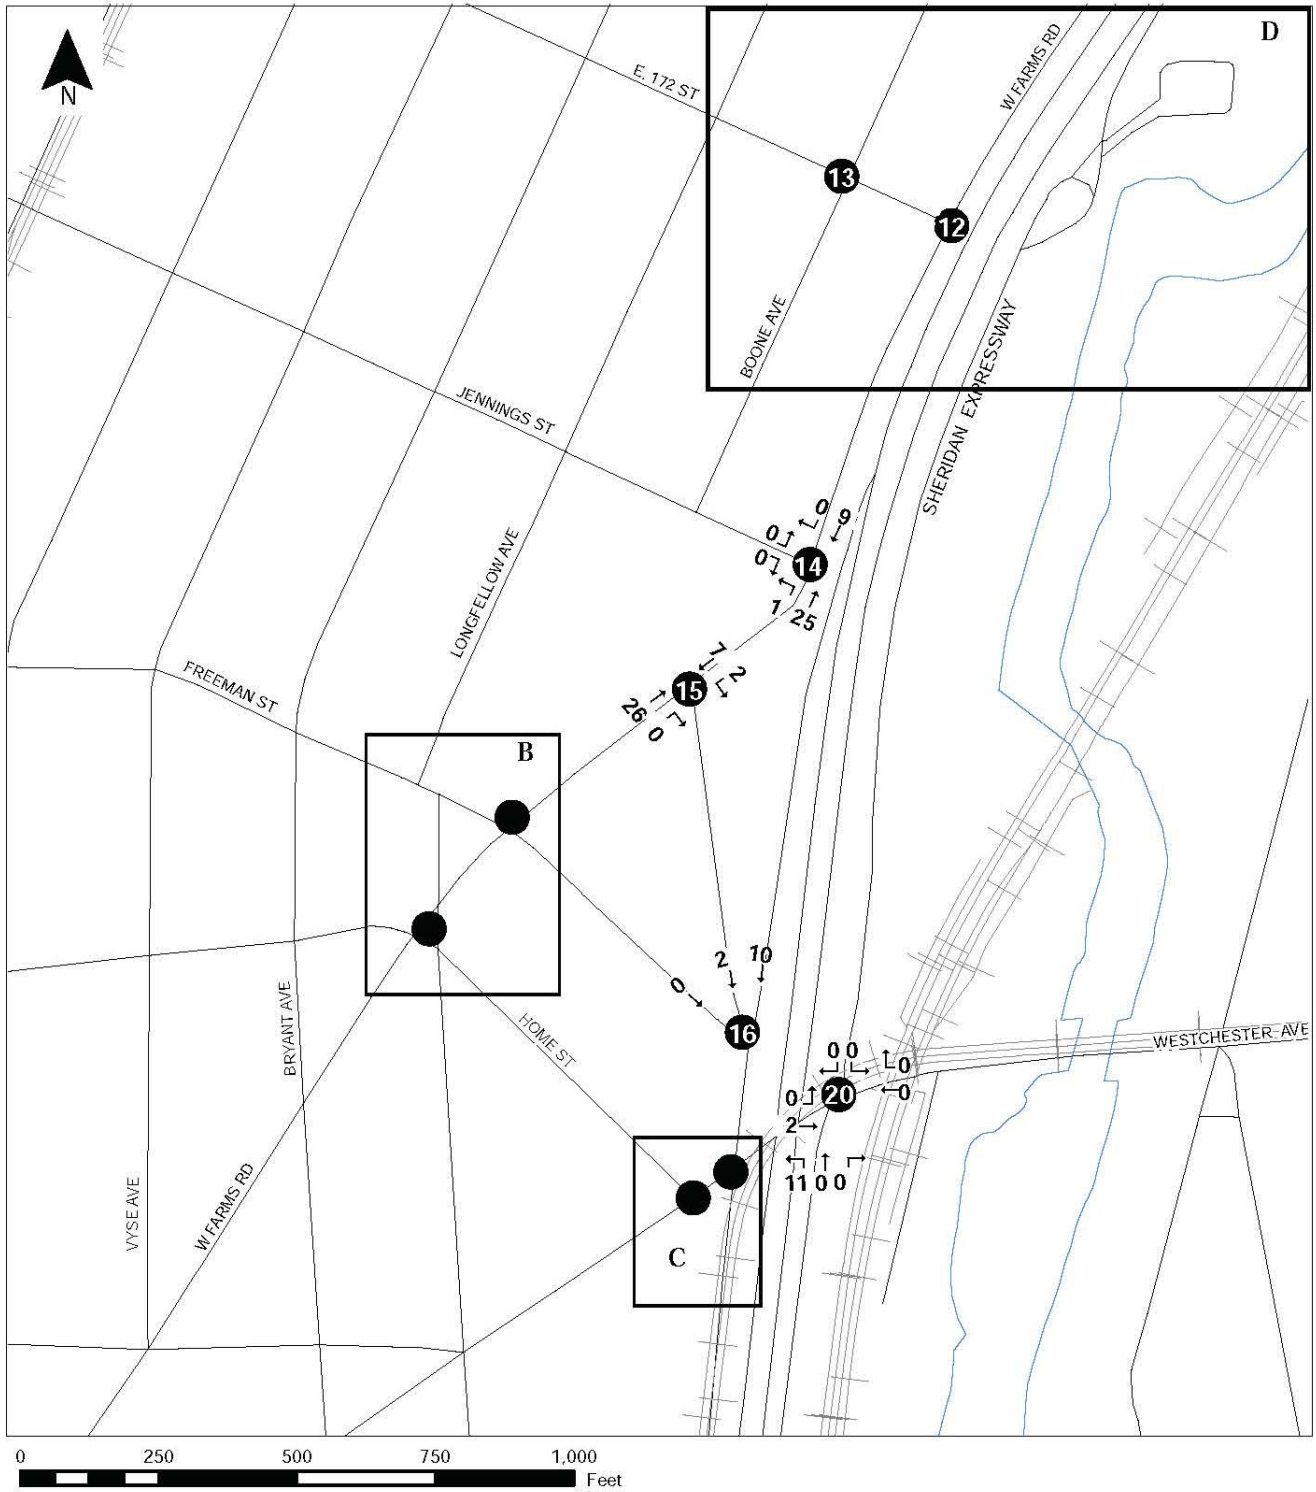 D
N
E. 172 ST
W FARMS RD
13
12
BOONE AVE
SHERIDAN EXPRESSWAY
JENNINGS ST
LONGFELLOW AVE
0 9
0
0
14
1 25
FREEMAN ST
7 2
15
26 0
B
2 10
0
16
BRYANT AVE
HOME ST
WESTCHESTER AVE
0 0
0
0 20 0
2
11 0 0
VYSE AVE
W FARMS RD
C
0 250 500 750 1,000
Feet